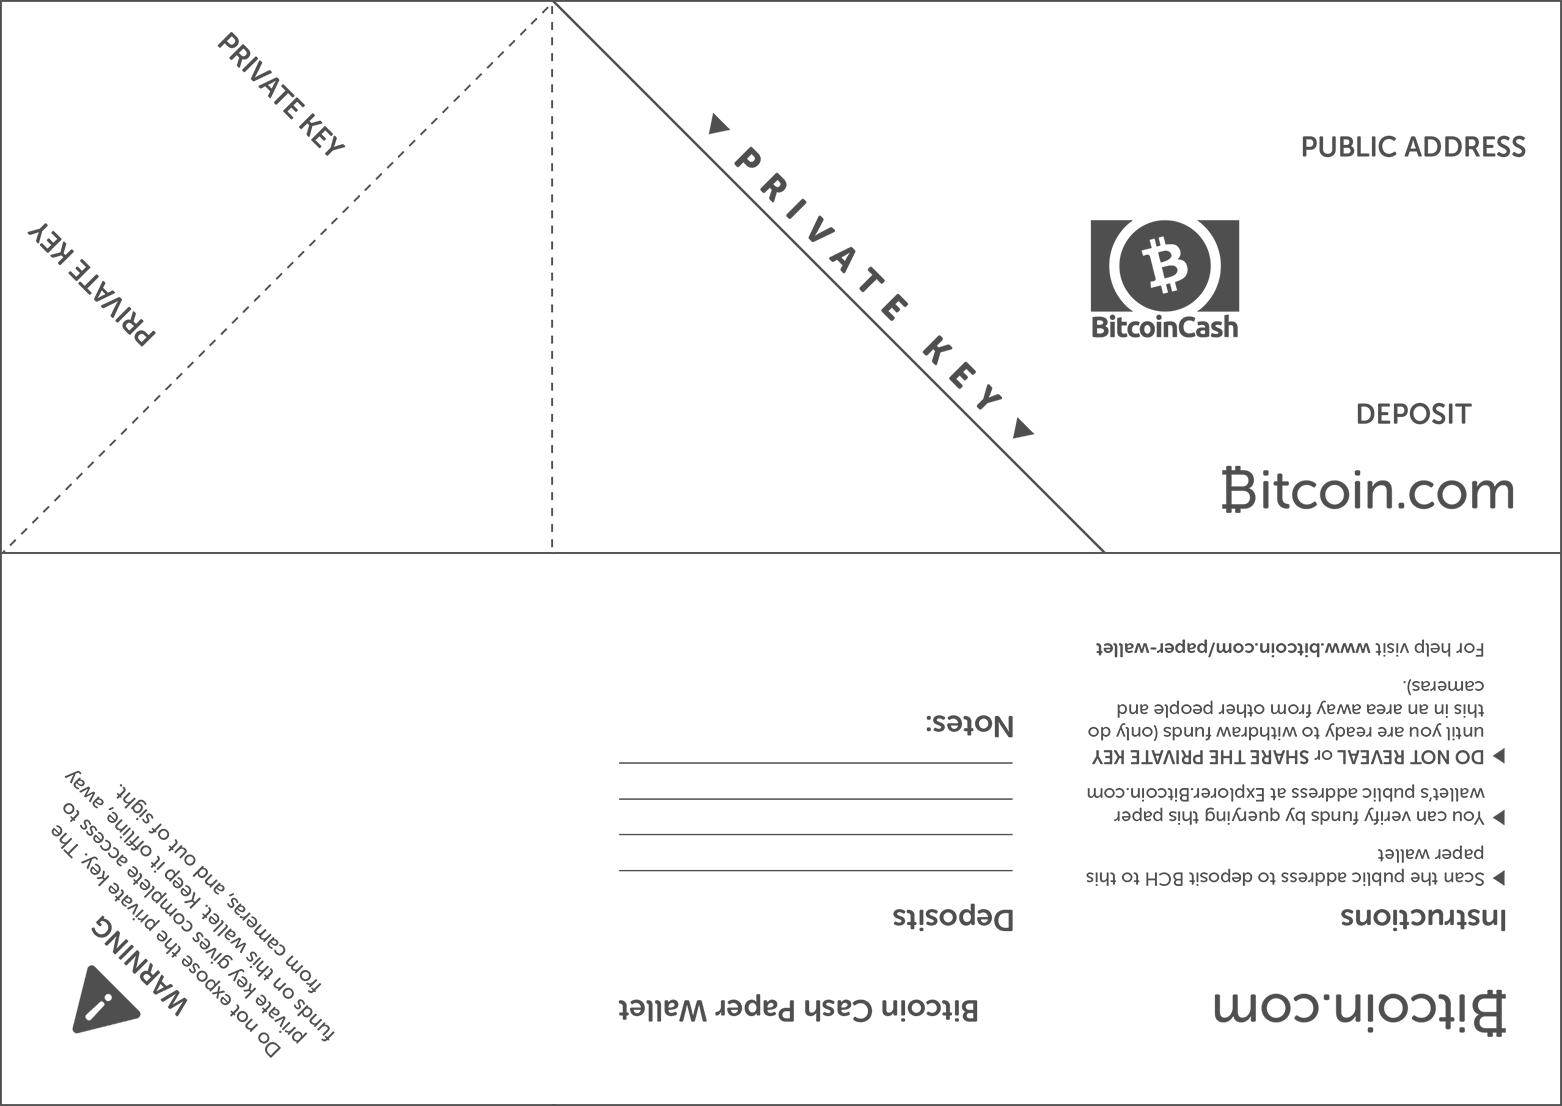 PRIVATE KEY
PRIVATE KEY
PRIVATE KEY
PUBLIC ADDRESS
BitcoinCash
DEPOSIT
Bitcoin.com
Bitcoin.com
Instructions
Scan the public address to deposit BCH to this
paper wallet
You can verify funds by querying this paper
wallet's public address at Explorer.Bitcoin.com
DO NOT REVEAL or SHARE THE PRIVATE KEY
until you are ready to withdraw funds (only do
this in an area away from other people and
cameras).
For help visit www.bitcoin.com/paper-wallet
Bitcoin Cash Paper Wallet
Deposits
Notes:
WARNING
Do not expose the private key. The
private key gives complete access to
funds on this wallet. Keep it offline, away
from cameras, and out of sight.